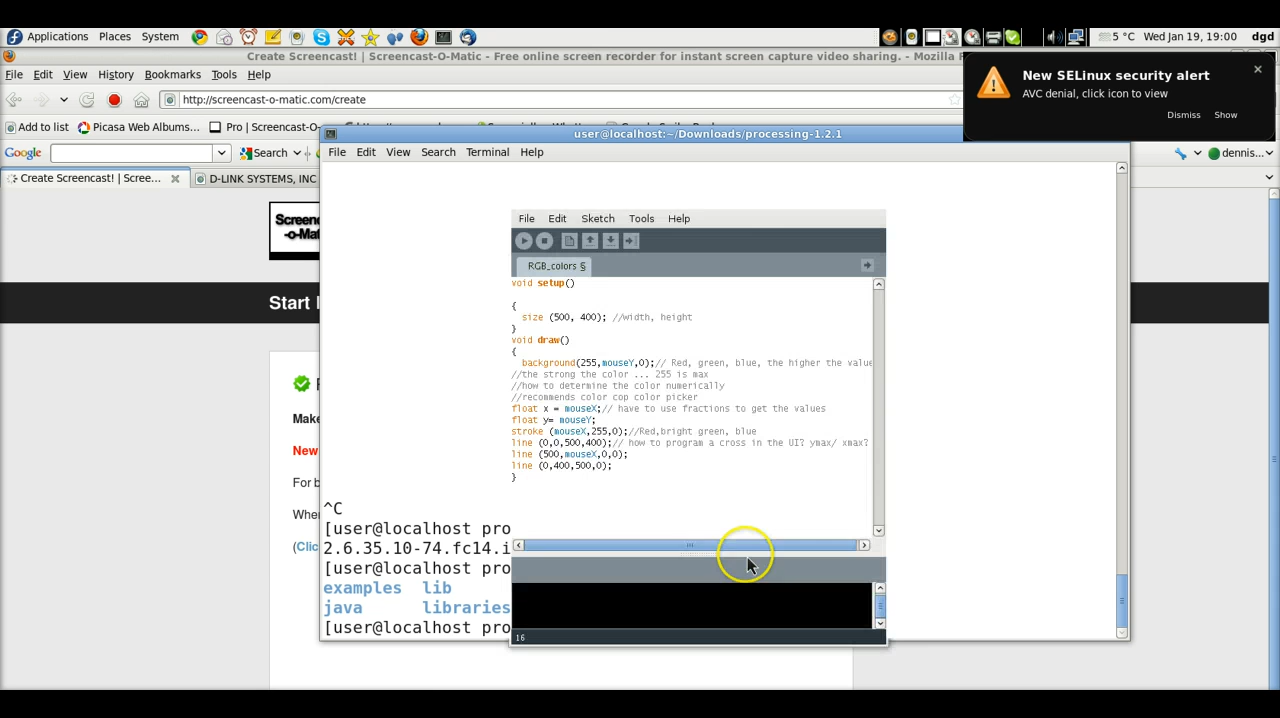 Applications Places System
5 °C Wed Jan 19, 19:00 dgd
Create Screencast! | Screencast-O-Matic - Free online screen recorder for instant screen capture video sharing. - Mozilla
File Edit View History Bookmarks Tools Help
New SELinux security alert
AVC denial, click icon to view
Dismiss Show
http://screencast-o-matic.com/create
Add to list Picasa Web Albums... Pro | Screencast-O
user@localhost:~/Downloads/processing-1.2.1
Google Search dennis...
File Edit View Search Terminal Help
Create Screencast! | Scree... D-LINK SYSTEMS, INC
Screen
-o-Ma
Start
Make
New
For b
When
(Clic
File Edit Sketch Tools Help
RGB_colors §
void setup()
{
size (500, 400); //width, height
}
void draw()
{
background(255,mouseY,0);// Red, green, blue, the higher the value
//the strong the color ... 255 is max
//how to determine the color numerically
//recommends color cop color picker
float x = mouseX;// have to use fractions to get the values
float y= mouseY;
stroke (mouseX,255,0);//Red,bright green, blue
line (0,0,500,400);// how to program a cross in the UI? ymax/ xmax?
line (500,mouseX,0,0);
line (0,400,500,0);
}
16
^C
[user@localhost pro
2.6.35.10-74.fc14.i
[user@localhost pro
examples lib
java libraries
[user@localhost pro